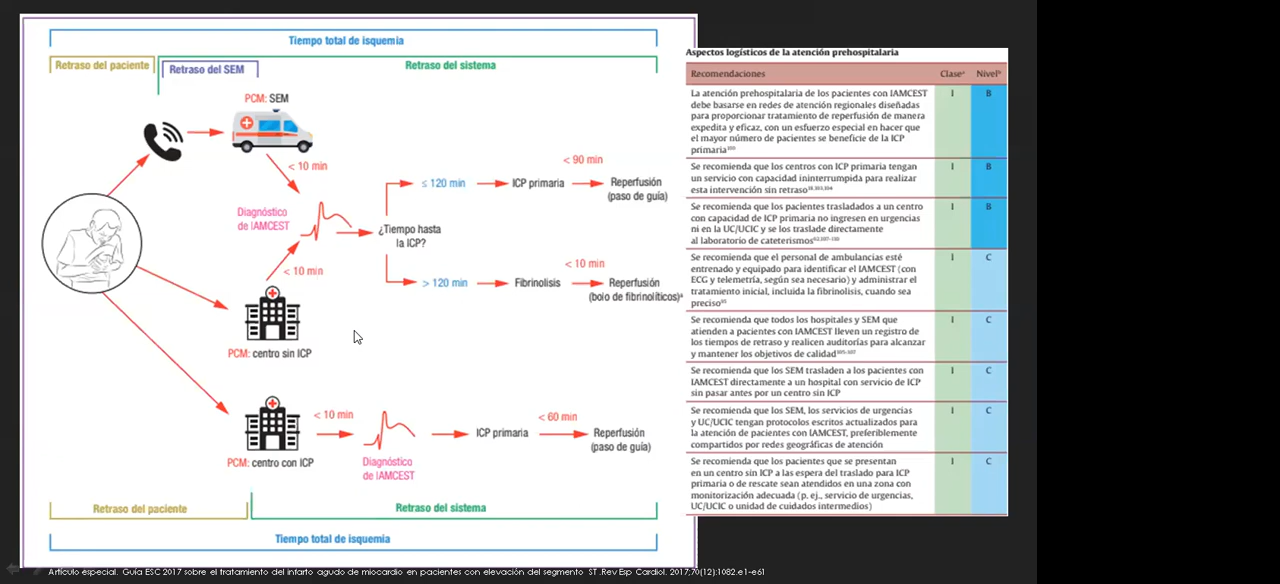 Tiempo total de isquemia
Retraso del paciente
Retraso del SEM
Retraso del sistema
PCM: SEM
< 10 min
Diagnóstico
de IAMCEST
< 10 min
¿Tiempo hasta
la ICP?
≤ 120 min
ICP primaria
< 90 min
Reperfusión
(paso de guía)
> 120 min
Fibrinolisis
< 10 min
Reperfusión
(bolo de fibrinolíticos)ª
PCM: centro sin ICP
PCM: centro con ICP
< 10 min
Diagnóstico
de IAMCEST
ICP primaria
< 60 min
Reperfusión
(paso de guía)
Retraso del paciente
Retraso del sistema
Tiempo total de isquemia
Aspectos logísticos de la atención prehospitalaria
Recomendaciones Claseª Nivelᵇ
La atención prehospitalaria de los pacientes con IAMCEST I B
debe basarse en redes de atención regionales diseñadas
para proporcionar tratamiento de reperfusión de manera
expedita y eficaz, con un esfuerzo especial en hacer que
el mayor número de pacientes se beneficie de la ICP
primaria
Se recomienda que los centros con ICP primaria tengan I B
un servicio con capacidad ininterrumpida para realizar
esta intervención sin retraso
Se recomienda que los pacientes trasladados a un centro I B
con capacidad de ICP primaria no ingresen en urgencias
ni en la UC/UCIC y se los traslade directamente
al laboratorio de cateterismos
Se recomienda que el personal de ambulancias esté I C
entrenado y equipado para identificar el IAMCEST (con
ECG y telemetría, según sea necesario) y administrar el
tratamiento inicial, incluida la fibrinolisis, cuando sea
preciso
Se recomienda que todos los hospitales y SEM que I C
atienden a pacientes con IAMCEST lleven un registro de
los tiempos de retraso y realicen auditorías para alcanzar
y mantener los objetivos de calidad
Se recomienda que los SEM trasladen a los pacientes con I C
IAMCEST directamente a un hospital con servicio de ICP
sin pasar antes por un centro sin ICP
Se recomienda que los SEM, los servicios de urgencias I C
y UC/UCIC tengan protocolos escritos actualizados para
la atención de pacientes con IAMCEST, preferiblemente
compartidos por redes geográficas de atención
Se recomienda que los pacientes que se presentan I C
en un centro sin ICP a las espera del traslado para ICP
primaria o de rescate sean atendidos en una zona con
monitorización adecuada (p. ej., servicio de urgencias,
UC/UCIC o unidad de cuidados intermedios)
Artículo especial. Guía ESC 2017 sobre el tratamiento del infarto agudo de miocardio en pacientes con elevación del segmento ST .Rev Esp Cardiol. 2017;70(12):1082.e1-e61